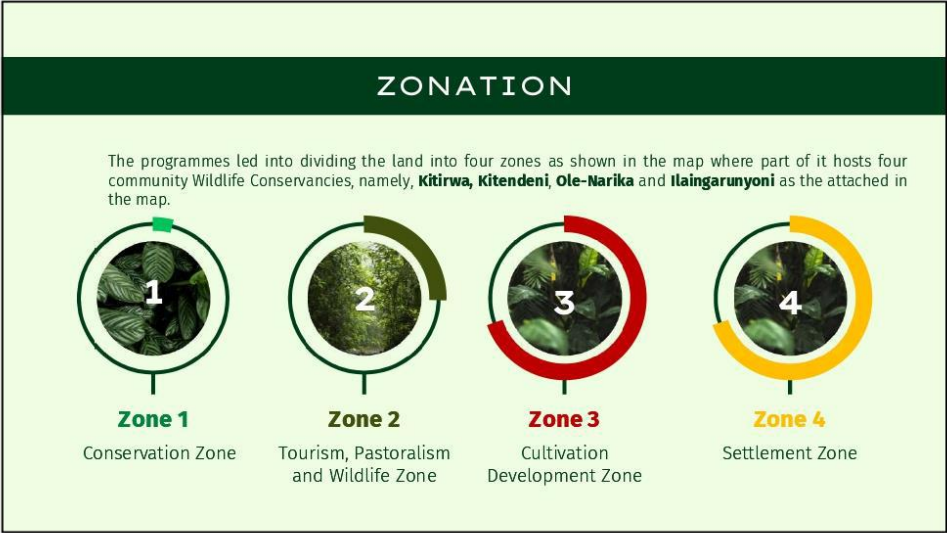 ZONATION
The programmes led into dividing the land into four zones as shown in the map where part of it hosts four
community Wildlife Conservancies, namely, Kitirwa, Kitendeni, Ole-Narika and Ilaingarunyoni as the attached in
the map.
1
2
3
4
Zone 1
Conservation Zone
Zone 2
Tourism, Pastoralism
and Wildlife Zone
Zone 3
Cultivation
Development Zone
Zone 4
Settlement Zone